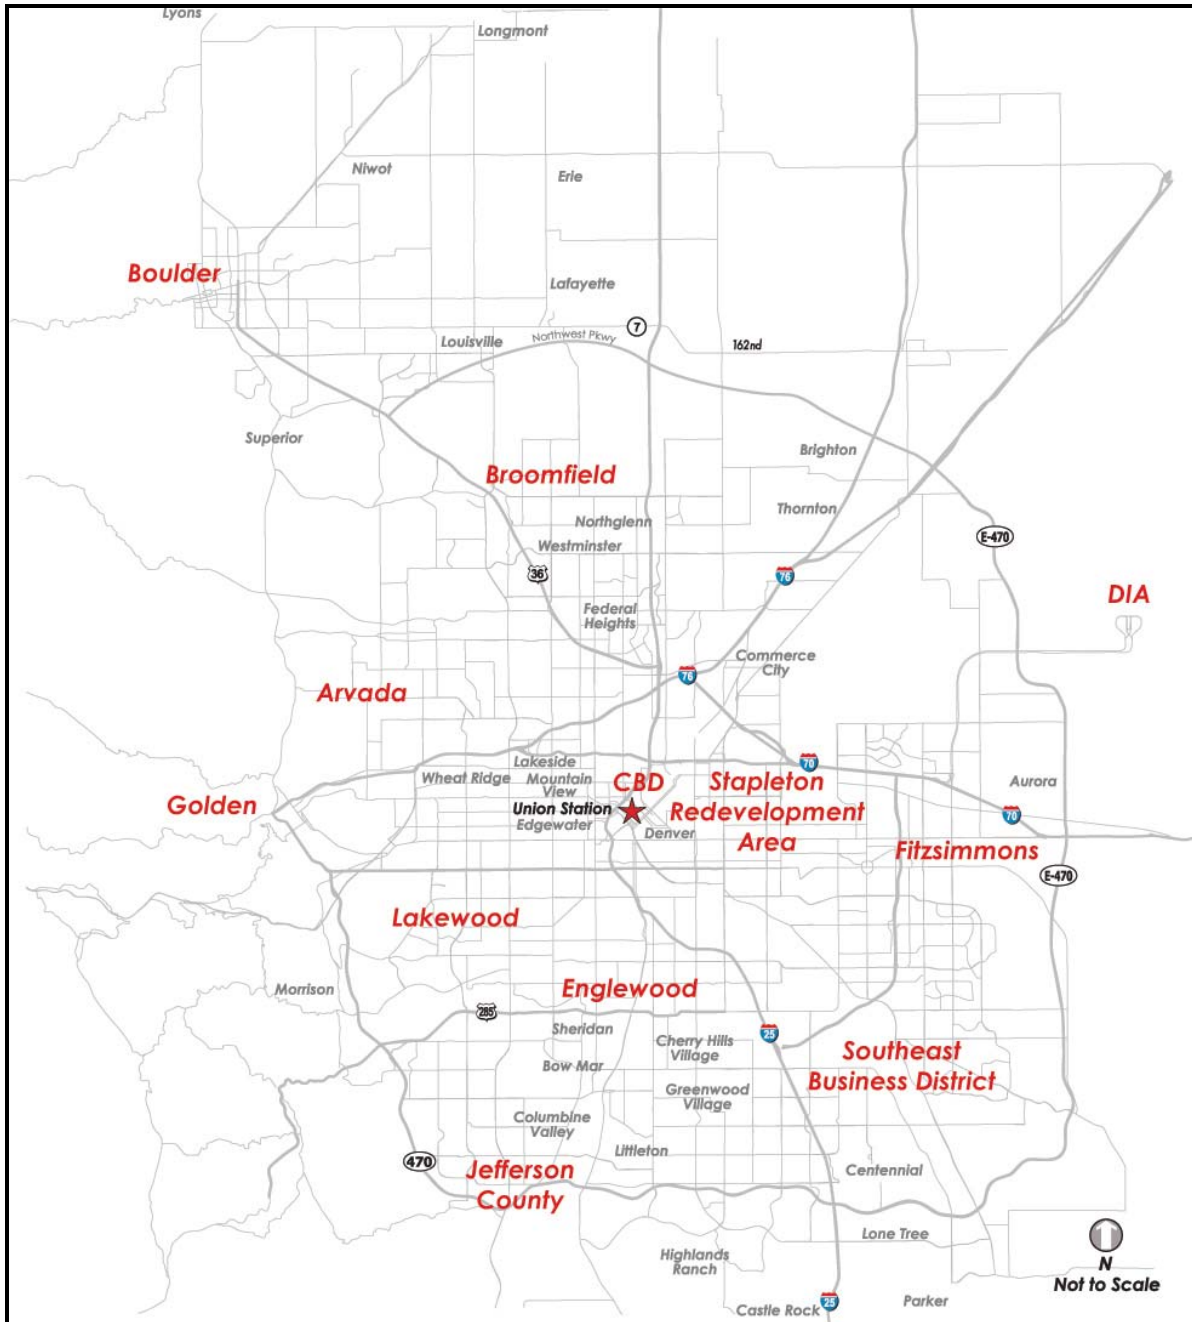 Lyons
Longmont
Niwot
Erie
Boulder
Lafayette
7
Northwest Pkwy
Louisville
162nd
Superior
Brighton
Broomfield
Thornton
Northglenn
E-470
Westminster
36
76
DIA
Federal
Heights
Commerce
City
76
Arvada
70
Lakeside
Wheat Ridge
Mountain
View
CBD
Stapleton
Redevelopment
Area
Aurora
Golden
Union Station
70
Edgewater
Denver
Fitzsimmons
E-470
Lakewood
Morrison
Englewood
285
Sheridan
25
Cherry Hills
Village
Southeast
Business District
Bow Mar
Greenwood
Village
Columbine
Valley
Littleton
470
Jefferson
County
Centennial
Lone Tree
Highlands
Ranch
N
Not to Scale
Castle Rock
25
Parker